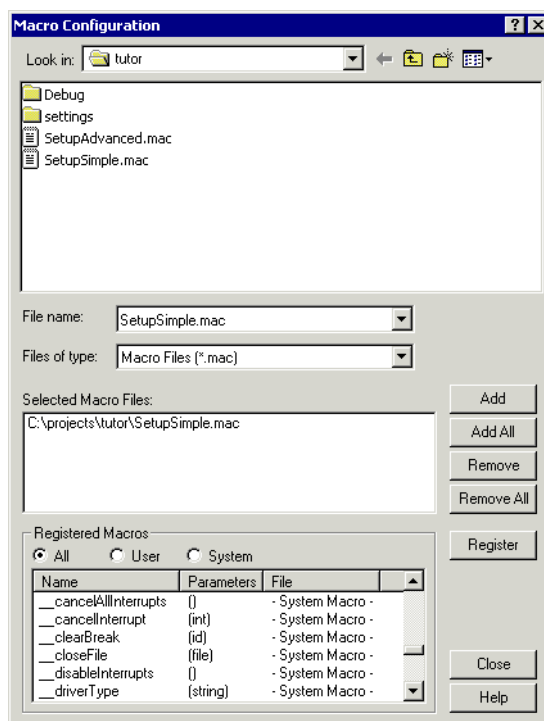 Macro Configuration
Look in: tutor
Debug
settings
SetupAdvanced.mac
SetupSimple.mac
File name: SetupSimple.mac
Files of type: Macro Files (*.mac)
Selected Macro Files:
C:\projects\tutor\SetupSimple.mac
Add
Add All
Remove
Remove All
Registered Macros
All User System
Register
Name Parameters File
__cancelAllInterrupts () - System Macro -
__cancelInterrupt (int) - System Macro -
__clearBreak (id) - System Macro -
__closeFile (file) - System Macro -
__disableInterrupts () - System Macro -
__driverType (string) - System Macro -
Close
Help